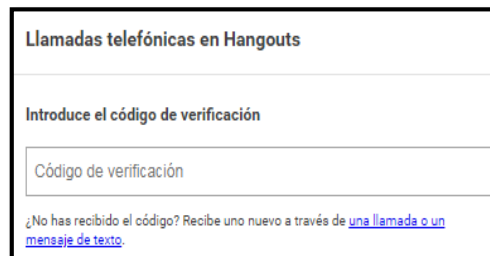 Llamadas telefónicas en Hangouts
Introduce el código de verificación
Código de verificación
¿No has recibido el código? Recibe uno nuevo a través de una llamada o un
mensaje de texto.